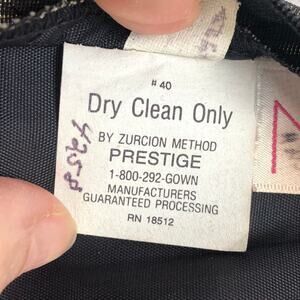 # 40
Dry Clean Only
BY ZURCION METHOD
PRESTIGE
1-800-292-GOWN
MANUFACTURERS
GUARANTEED PROCESSING
RN 18512